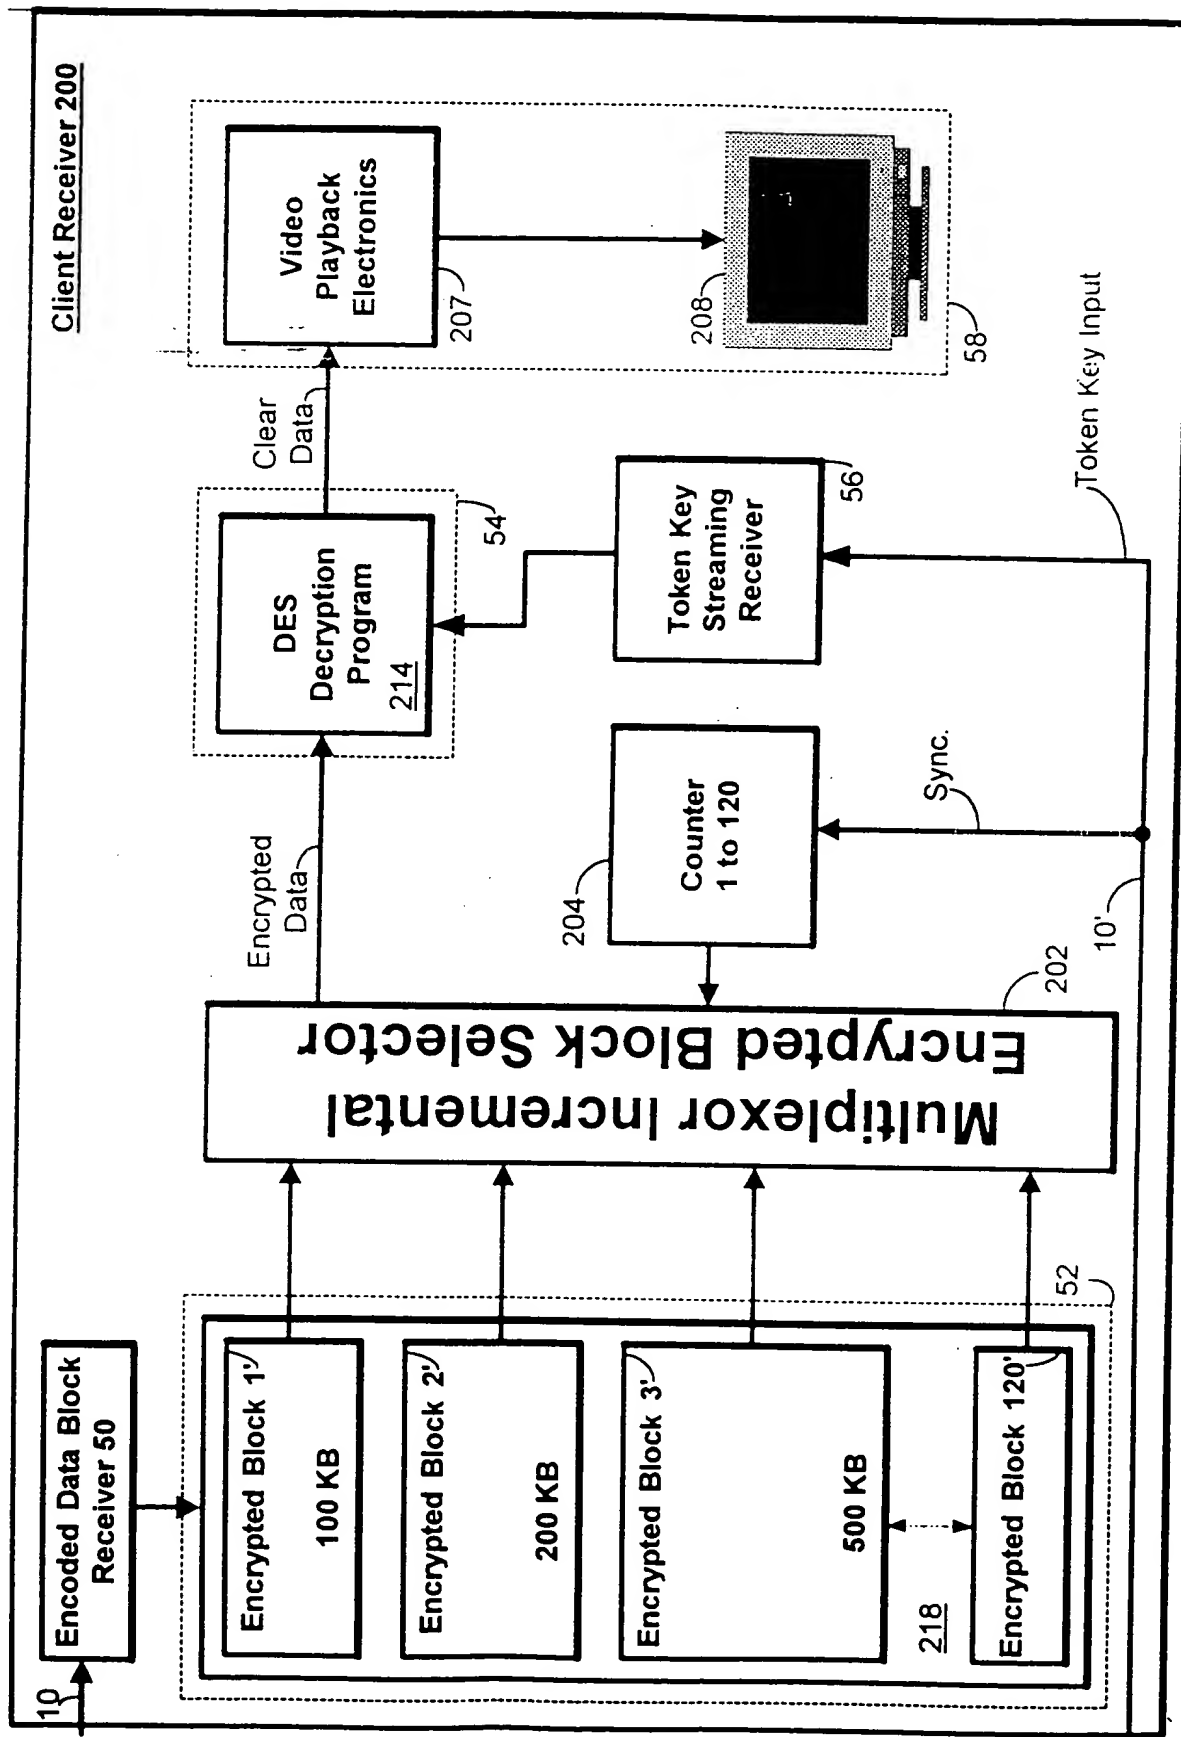 Client Receiver 200
10
Encoded Data Block
Receiver 50
Encrypted Block 1'
100 KB
Encrypted Block 2'
200 KB
Encrypted Block 3'
500 KB
218
Encrypted Block 120'
52
Multiplexor Incremental
Encrypted Block Selector
202
Encrypted
Data
204
Counter
1 to 120
Sync.
10'
DES
Decryption
Program
214
54
Token Key
Streaming
Receiver
56
Token Key Input
Clear
Data
Video
Playback
Electronics
207
208
58